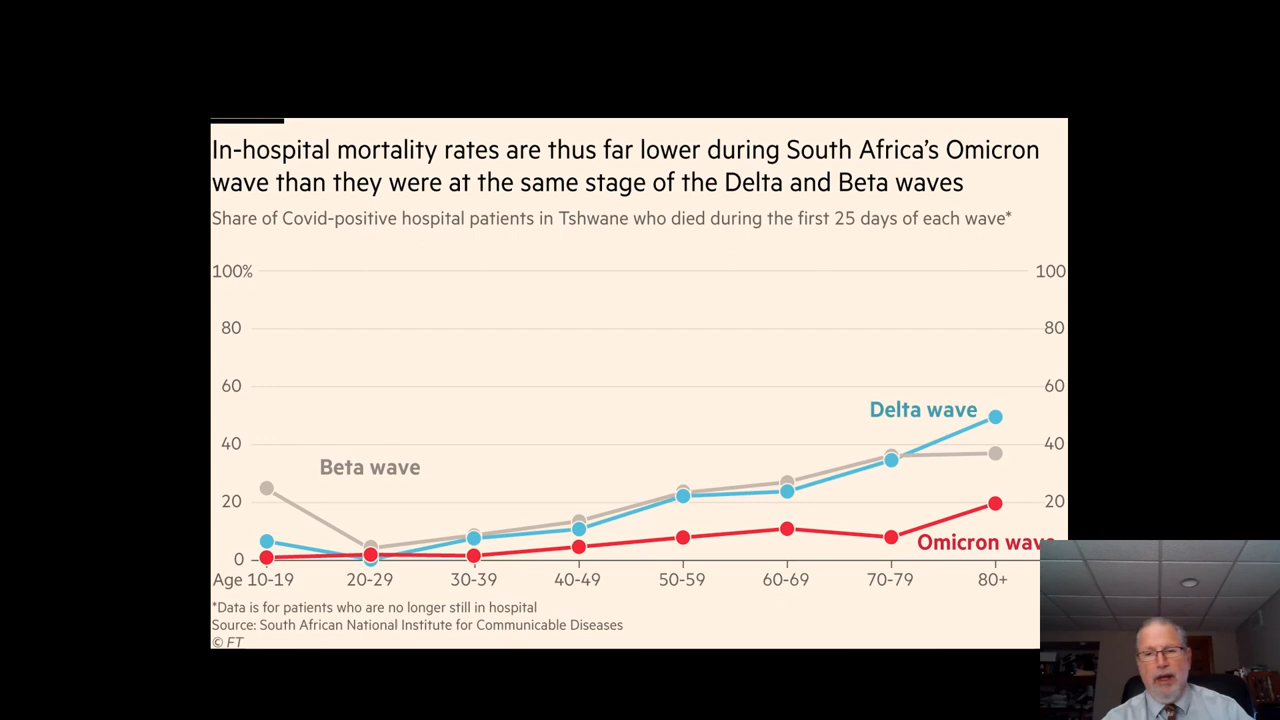 In-hospital mortality rates are thus far lower during South Africa's Omicron
wave than they were at the same stage of the Delta and Beta waves
Share of Covid-positive hospital patients in Tshwane who died during the first 25 days of each wave*
100% 100
80 80
60 60
Delta wave
40 40
Beta wave
20 20
Omicron wave
0
Age 10-19 20-29 30-39 40-49 50-59 60-69 70-79 80+
*Data is for patients who are no longer still in hospital
Source: South African National Institute for Communicable Diseases
© FT